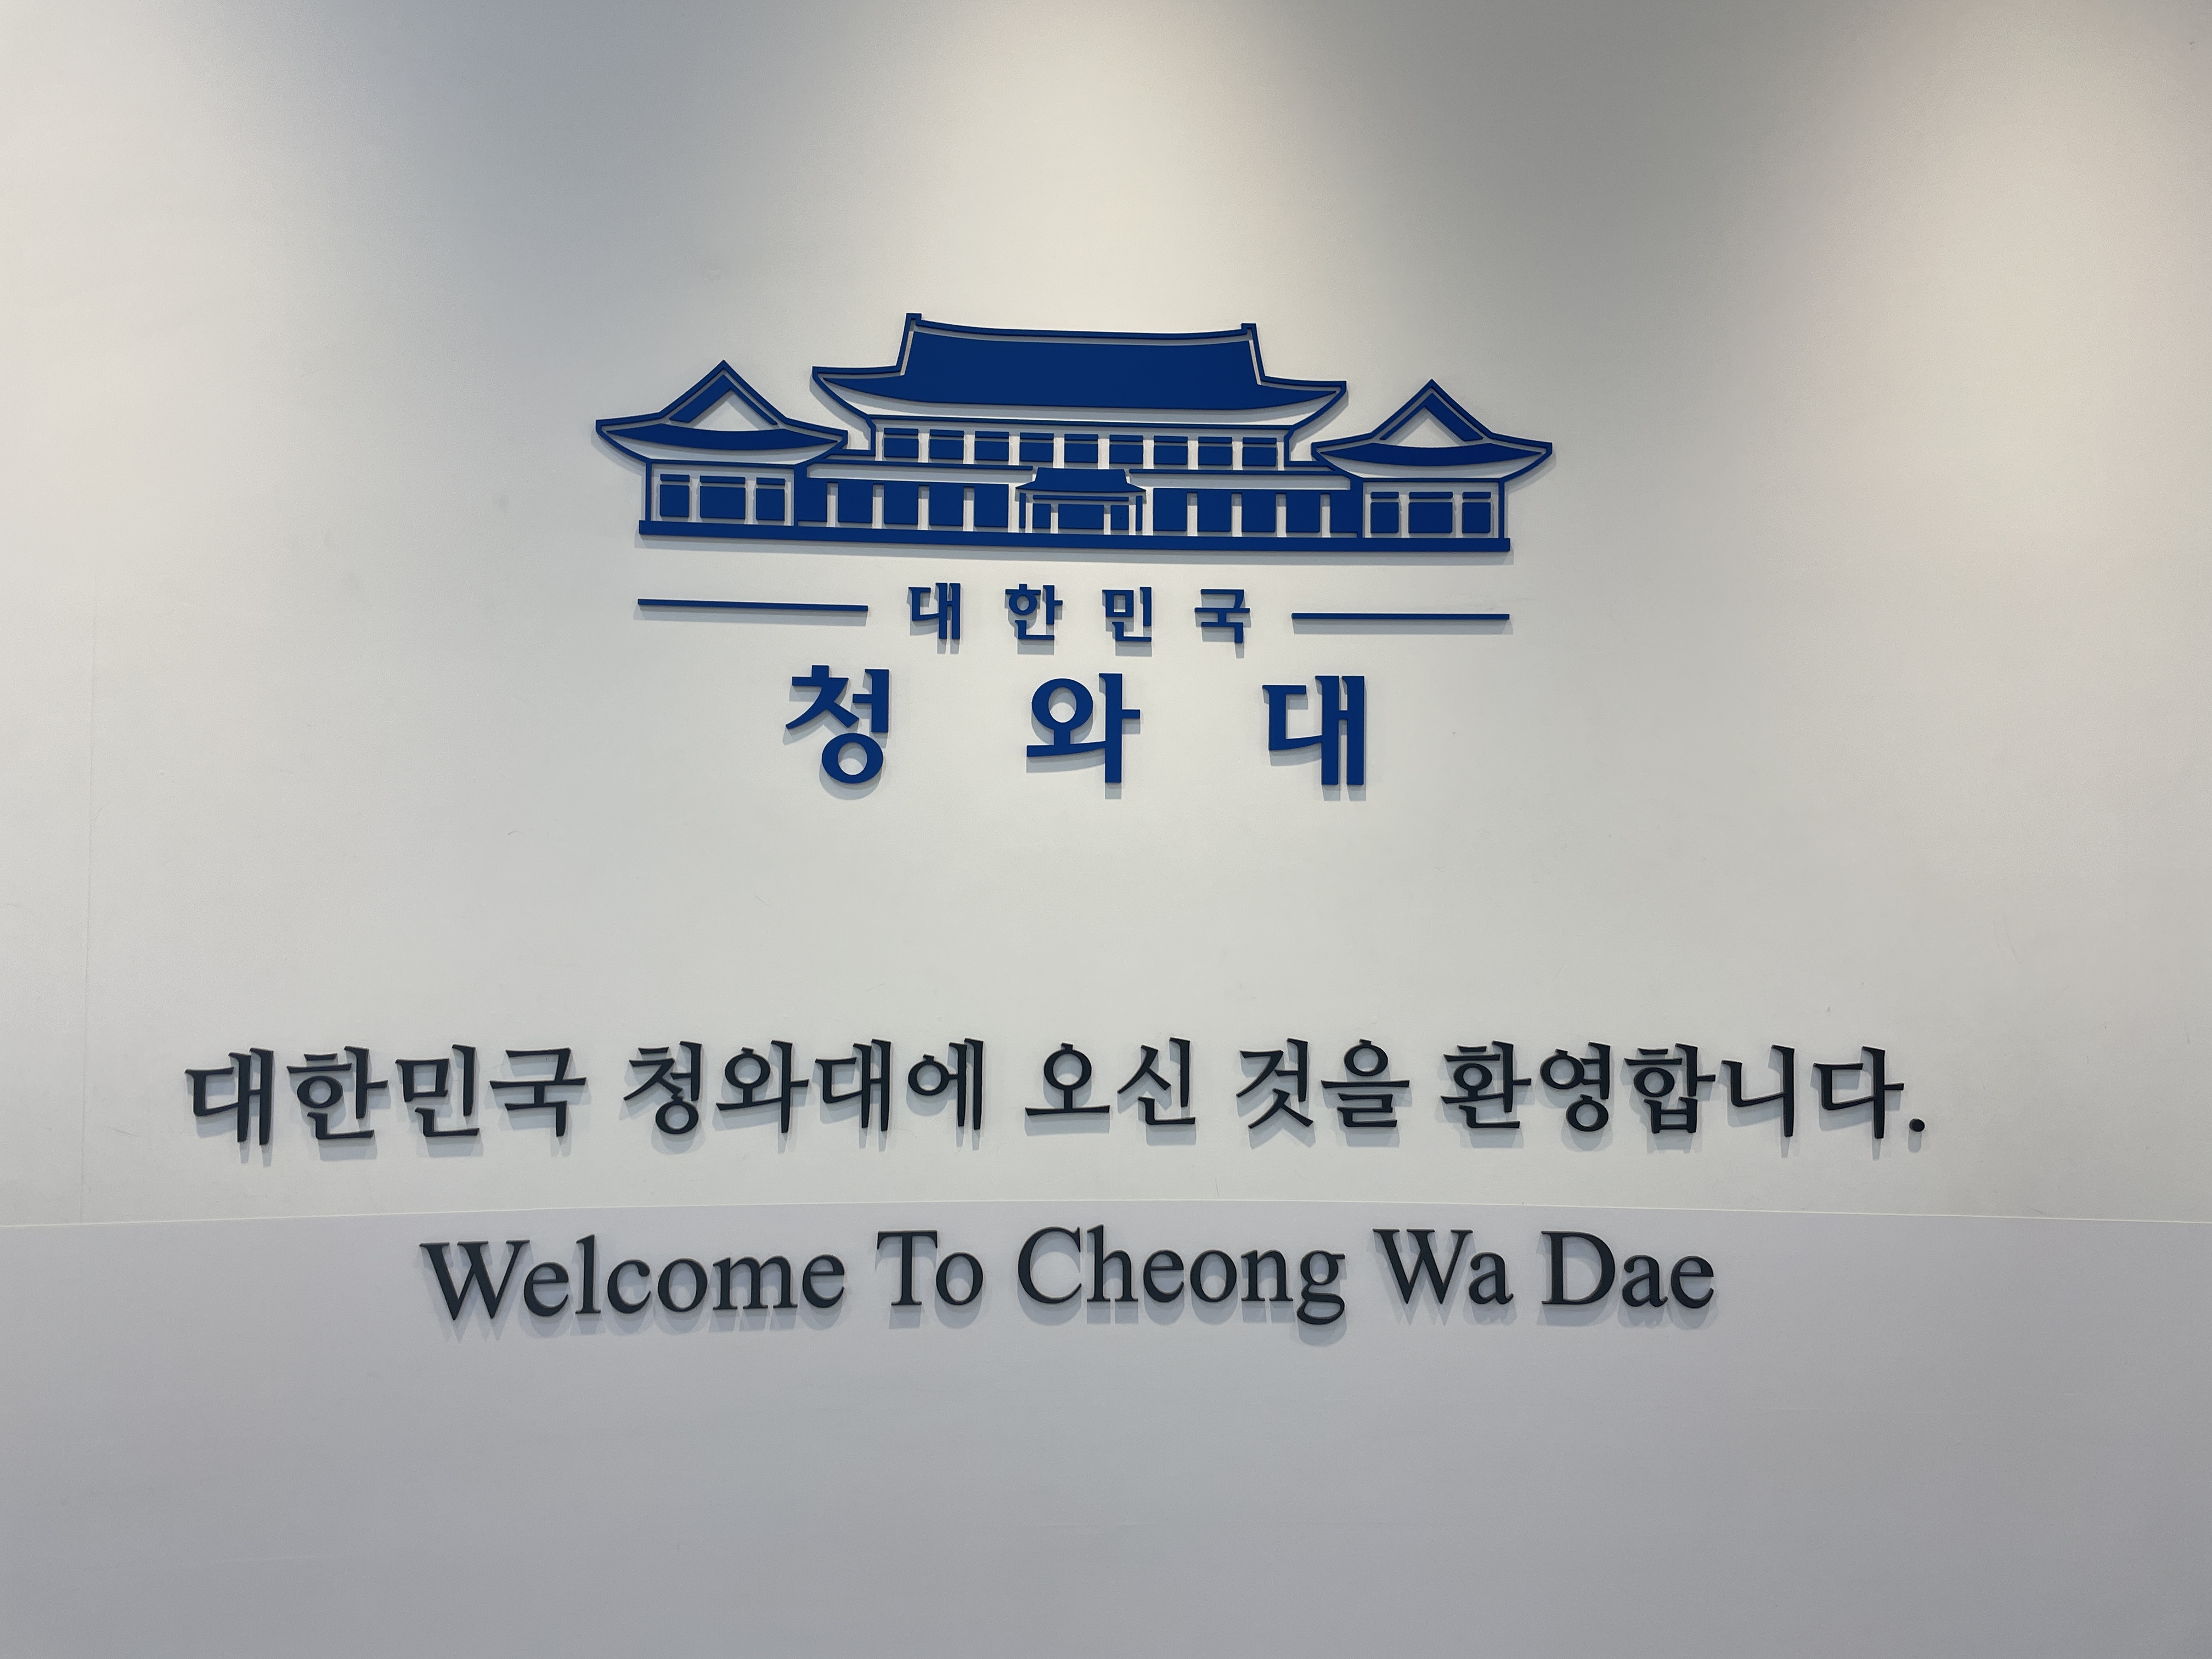 대한민국
청와대
대한민국 청와대에 오신 것을 환영합니다.
Welcome To Cheong Wa Dae